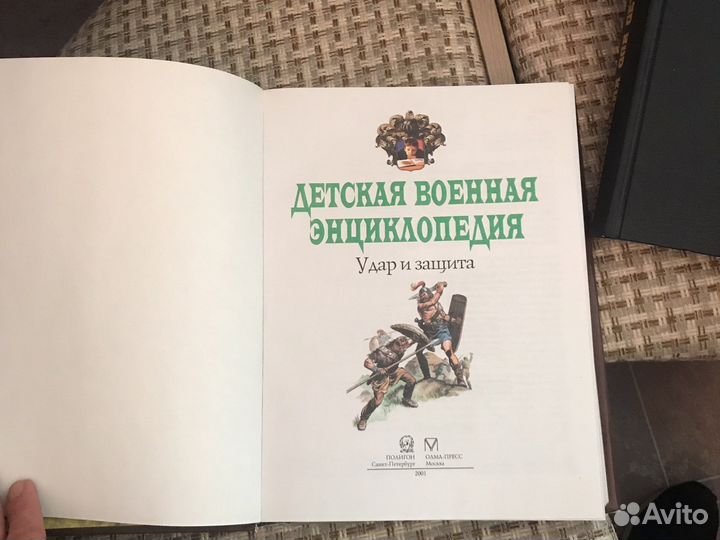 ДЕТСКАЯ ВОЕННАЯ
ЭНЦИКЛОПЕДИЯ
Удар и защита
ПОЛИГОН
Санкт-Петербург
ОЛМА-ПРЕСС
Москва
2001
Avito